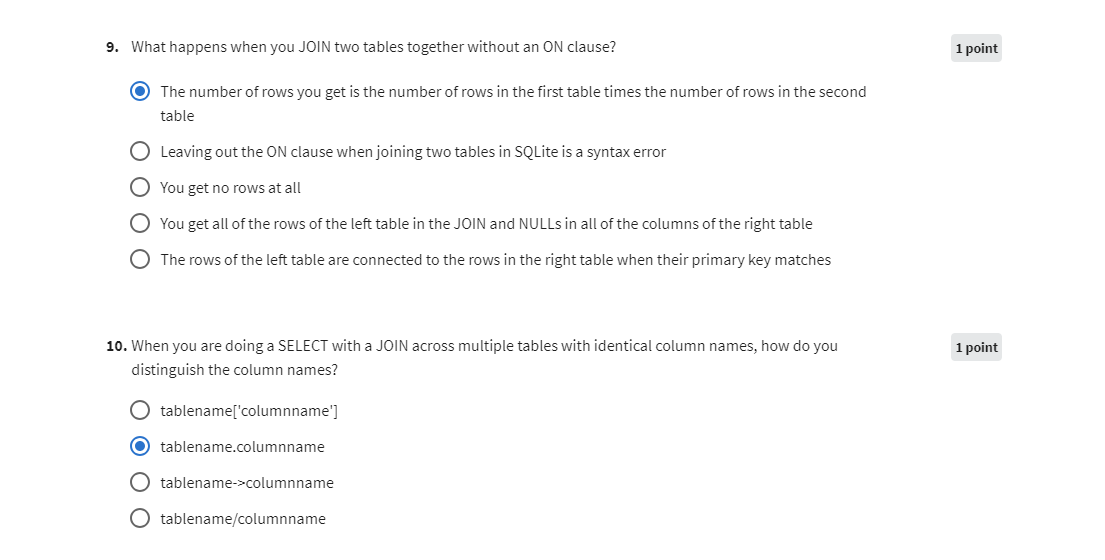 9. What happens when you JOIN two tables together without an ON clause?
1 point
The number of rows you get is the number of rows in the first table times the number of rows in the second
table
Leaving out the ON clause when joining two tables in SQLite is a syntax error
You get no rows at all
You get all of the rows of the left table in the JOIN and NULLs in all of the columns of the right table
The rows of the left table are connected to the rows in the right table when their primary key matches
10. When you are doing a SELECT with a JOIN across multiple tables with identical column names, how do you
1 point
distinguish the column names?
tablename['columnname']
tablename.columnname
tablename->columnname
tablename/columnname